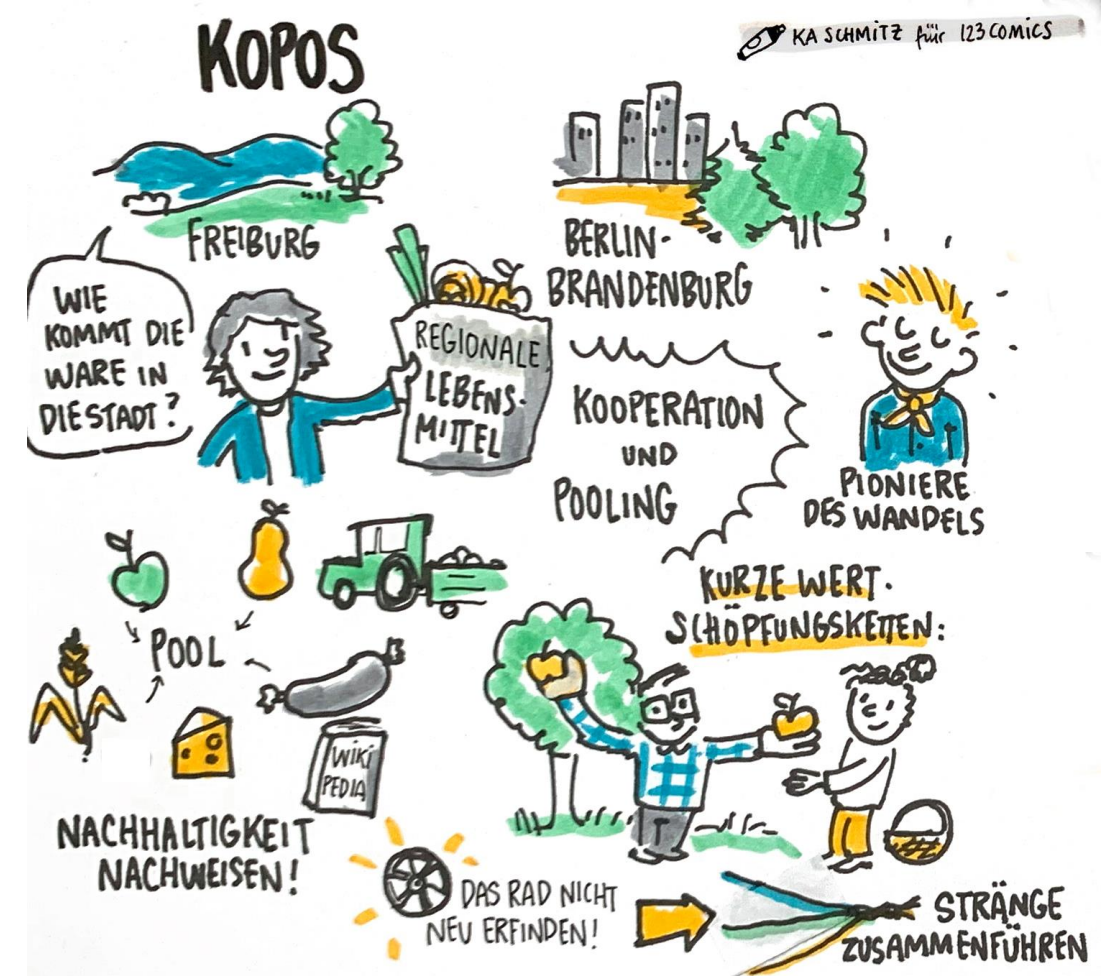 KOPOS
KA SCHMITZ für 123 COMICS
FREIBURG
BERLIN-
BRANDENBURG
WIE
KOMMT DIE
WARE IN
DIE STADT?
REGIONALE
LEBENS-
MITTEL
KOOPERATION
UND
POOLING
PIONIERE
DES WANDELS
KURZE WERT-
SCHÖPFUNGSKETTEN:
POOL
WIKI
PEDIA
NACHHALTIGKEIT
NACHWEISEN!
DAS RAD NICHT
NEU ERFINDEN!
STRÄNGE
ZUSAMMENFÜHREN